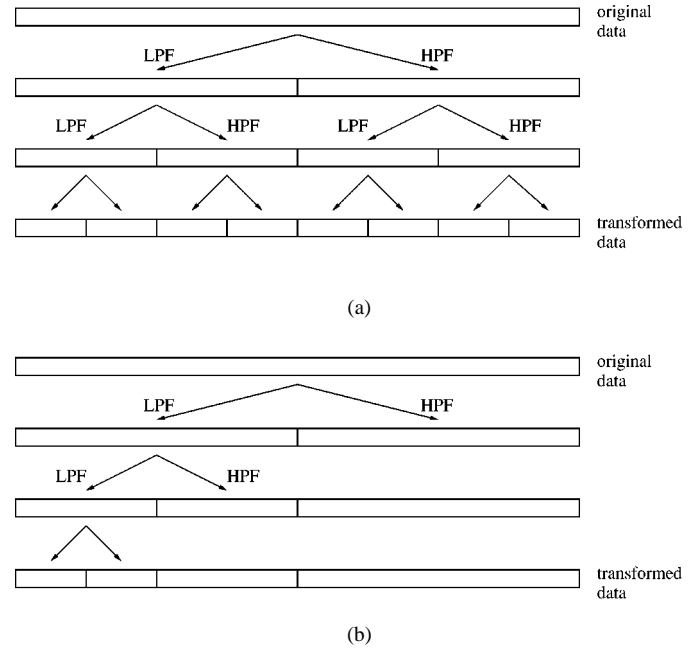 original
data
LPF HPF
LPF HPF LPF HPF
transformed
data
(a)
original
data
LPF HPF
LPF HPF
transformed
data
(b)